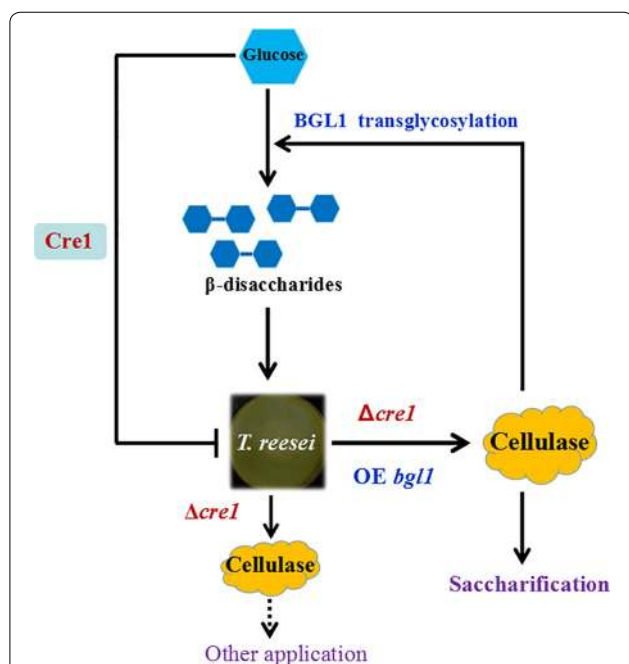 Glucose
BGL1 transglycosylation
Cre1
β-disaccharides
T. reesei
Δcre1
OE bgl1
Cellulase
Δcre1
Cellulase
Saccharification
Other application